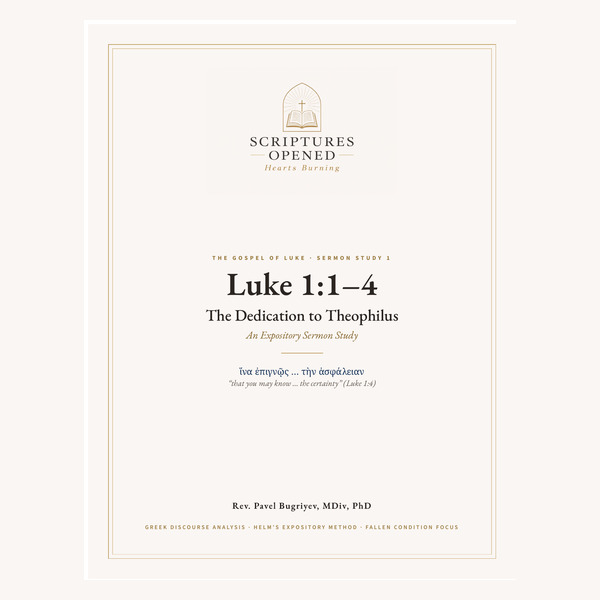 SCRIPTURES
OPENED
Hearts Burning
THE GOSPEL OF LUKE · SERMON STUDY 1
Luke 1:1–4
The Dedication to Theophilus
An Expository Sermon Study
ἵνα ἐπιγνῷς ... τὴν ἀσφάλειαν
“that you may know ... the certainty” (Luke 1:4)
Rev. Pavel Bugriyev, MDiv, PhD
GREEK DISCOURSE ANALYSIS · HELM’S EXPOSITORY METHOD · FALLEN CONDITION FOCUS